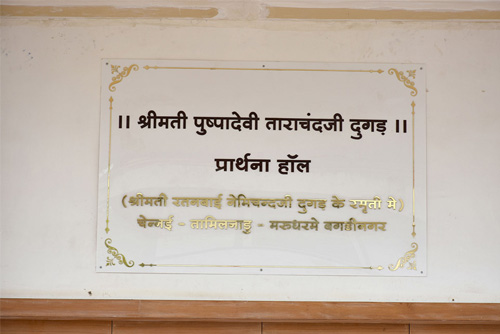 ।। श्रीमती पुष्पादेवी ताराचंदजी दुगड़ ।।
प्रार्थना हॉल
(श्रीमती रतनबाई नेमिचन्दजी दुगड़ के स्मृती मे)
चेन्नई - तामिलनाडु - मरुधरमे बगडीनगर